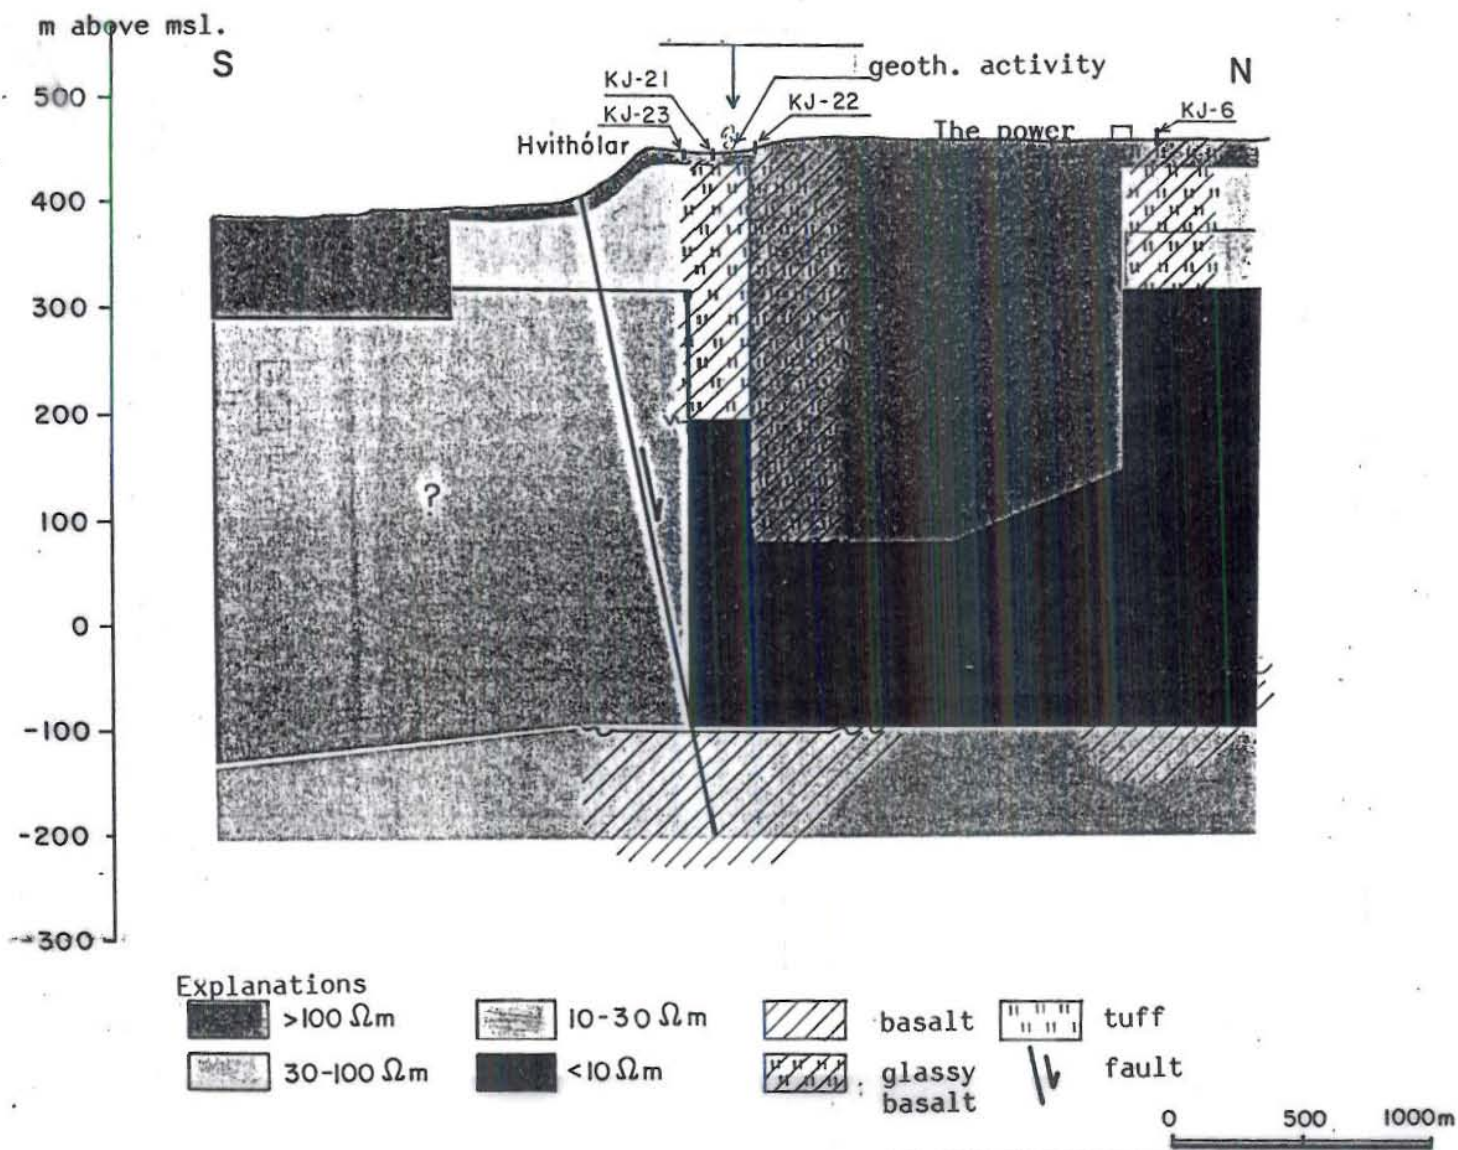 m above msl.
S
N
geoth. activity
KJ-21
KJ-23
KJ-22
KJ-6
Hvithólar
The power
500
400
300
200
100
0
-100
-200
-300
?
Explanations
>100 Ωm
10-30 Ωm
basalt
tuff
30-100 Ωm
<10 Ωm
glassy
basalt
fault
0 500 1000m